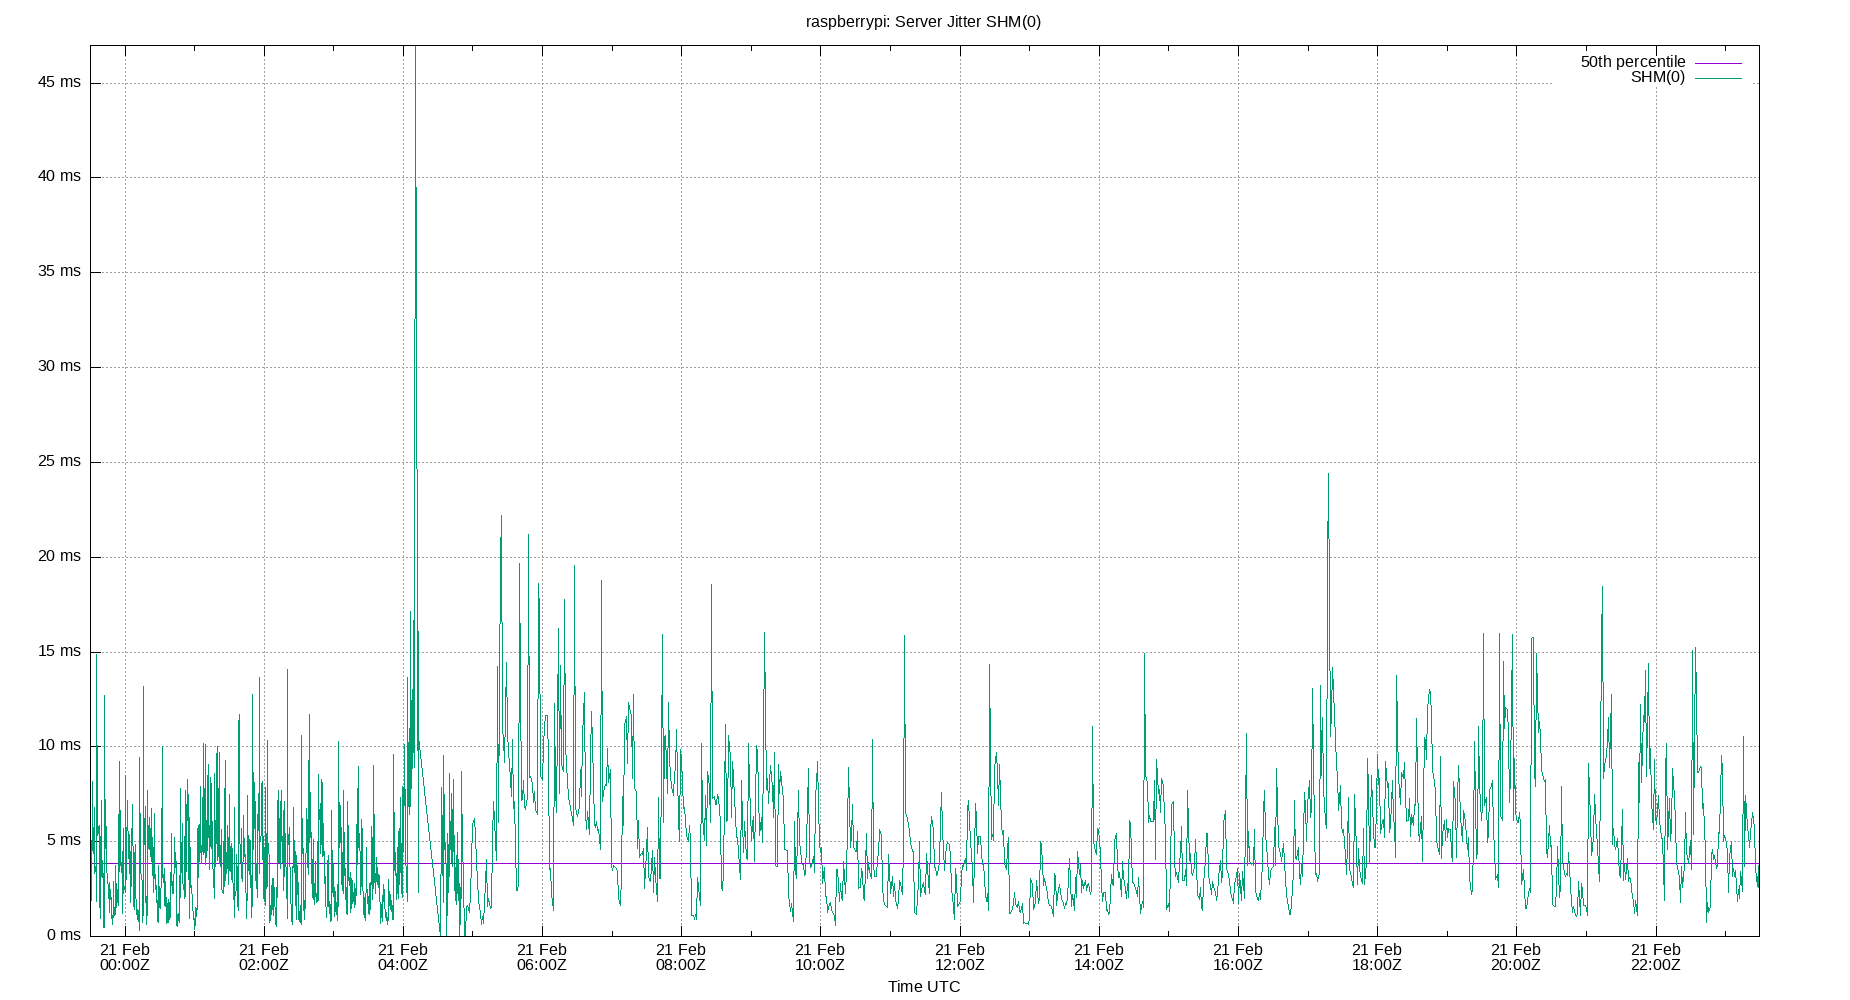 raspberrypi: Server Jitter SHM(0)
50th percentile
SHM(0)
45 ms
40 ms
35 ms
30 ms
25 ms
20 ms
15 ms
10 ms
5 ms
0 ms
21 Feb 21 Feb 21 Feb 21 Feb 21 Feb 21 Feb 21 Feb 21 Feb 21 Feb 21 Feb 21 Feb 21 Feb
00:00Z 02:00Z 04:00Z 06:00Z 08:00Z 10:00Z 12:00Z 14:00Z 16:00Z 18:00Z 20:00Z 22:00Z
Time UTC